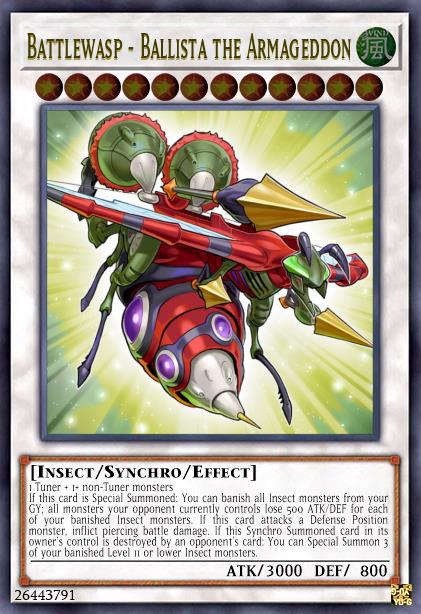 Battlewasp - Ballista the Armageddon
WIND
風
[Insect/Synchro/Effect]
1 Tuner + 1+ non-Tuner monsters
If this card is Special Summoned: You can banish all Insect monsters from your
GY; all monsters your opponent currently controls lose 500 ATK/DEF for each
of your banished Insect monsters. If this card attacks a Defense Position
monster, inflict piercing battle damage. If this Synchro Summoned card in its
owner's control is destroyed by an opponent's card: You can Special Summon 3
of your banished Level 11 or lower Insect monsters.
ATK/3000 DEF/ 800
26443791